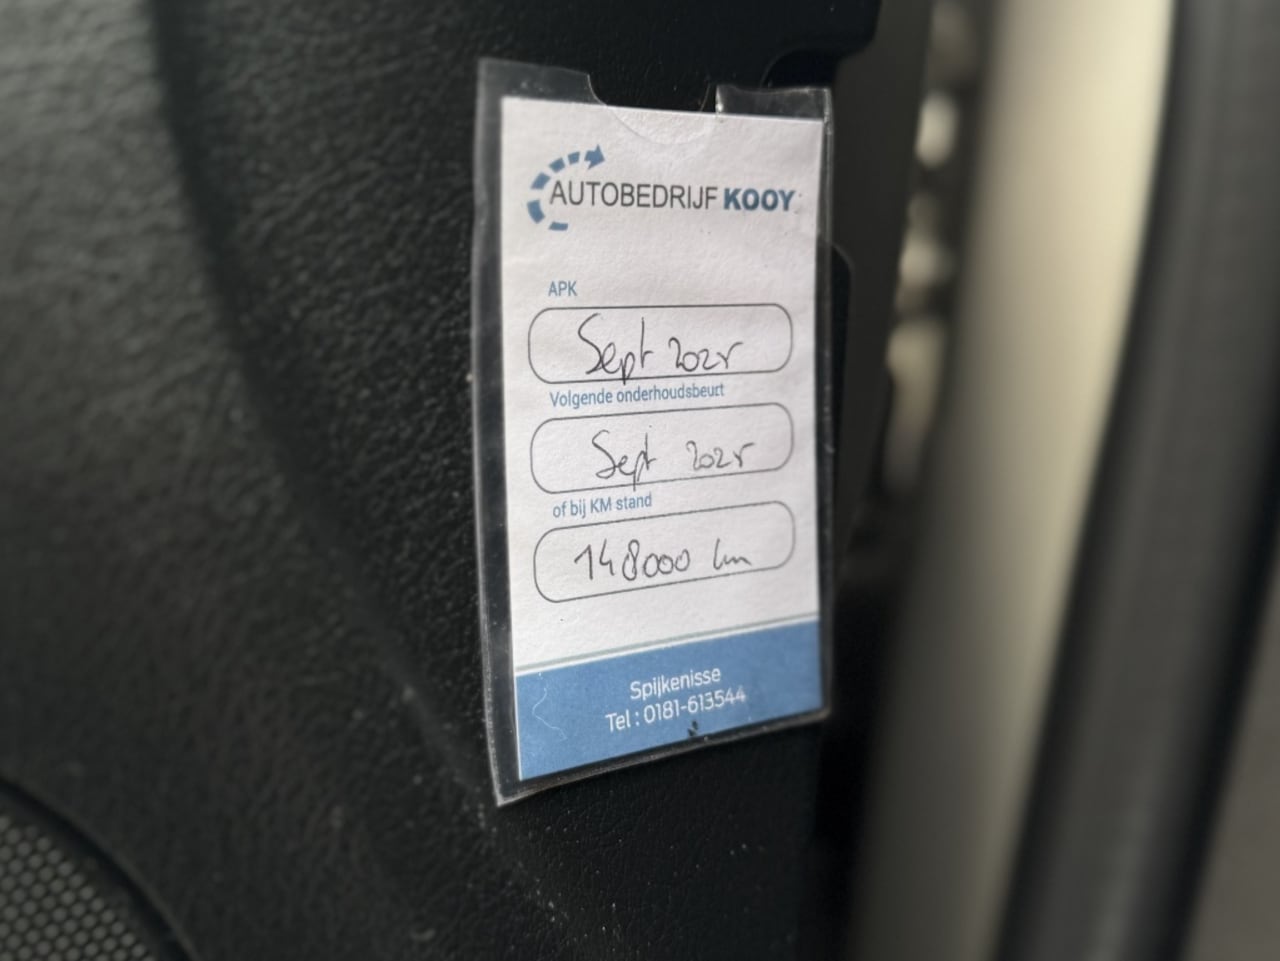 AUTOBEDRIJF KOOY
APK
Sept 2025
Volgende onderhoudsbeurt
Sept 2025
of bij KM stand
148000 km
Spijkenisse
Tel : 0181-613544